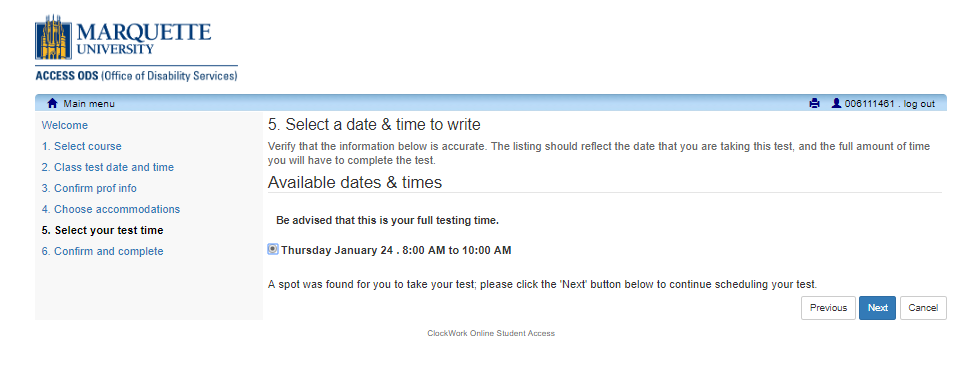 MARQUETTE
UNIVERSITY
ACCESS ODS (Office of Disability Services)
Main menu
006111461 . log out
Welcome
1. Select course
2. Class test date and time
3. Confirm prof info
4. Choose accommodations
5. Select your test time
6. Confirm and complete
5. Select a date & time to write
Verify that the information below is accurate. The listing should reflect the date that you are taking this test, and the full amount of time
you will have to complete the test.
Available dates & times
Be advised that this is your full testing time.
Thursday January 24 . 8:00 AM to 10:00 AM
A spot was found for you to take your test; please click the 'Next' button below to continue scheduling your test.
Previous Next Cancel
ClockWork Online Student Access